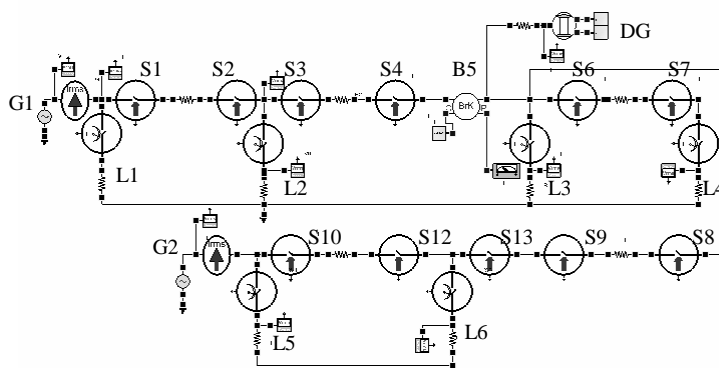 DG
S1 S2 S3 S4 B5 S6 S7
G1 Irms BrK
L1 L2 L3 L4
S10 S12 S13 S9 S8
G2 Irms
L5 L6